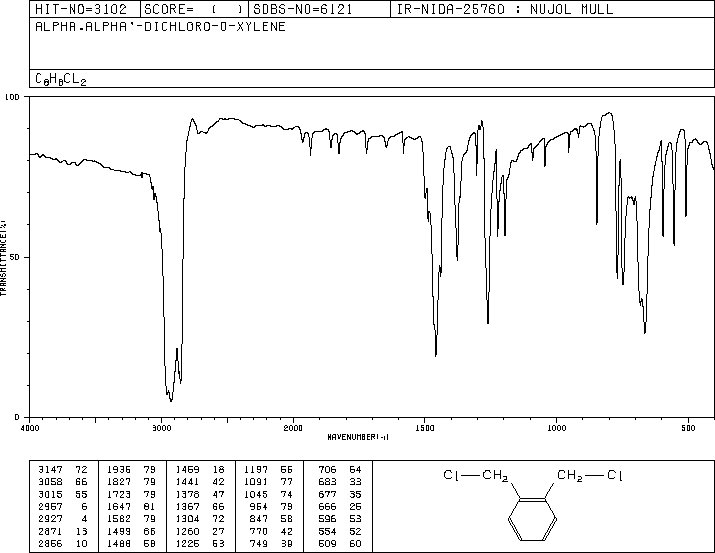 HIT-NO=3102 SCORE= ( ) SDBS-NO=6121 IR-NIDA-25760 : NUJOL MULL
ALPHA.ALPHA'-DICHLORO-O-XYLENE
C8H8CL2
100
50
0
TRANSMITTANCE(%)
4000 3000 2000 1500 1000 500
WAVENUMBER(-1)
3147 72 1936 79 1459 18 1197 55 706 64
3058 66 1827 79 1441 42 1091 77 683 33
3015 55 1723 79 1378 47 1045 74 677 35
2957 6 1647 81 1367 66 954 79 666 25
2927 4 1582 79 1304 72 847 58 596 53
2871 13 1499 66 1260 27 770 42 554 52
2856 10 1488 58 1225 53 749 39 509 60
Cl—CH2 CH2—Cl